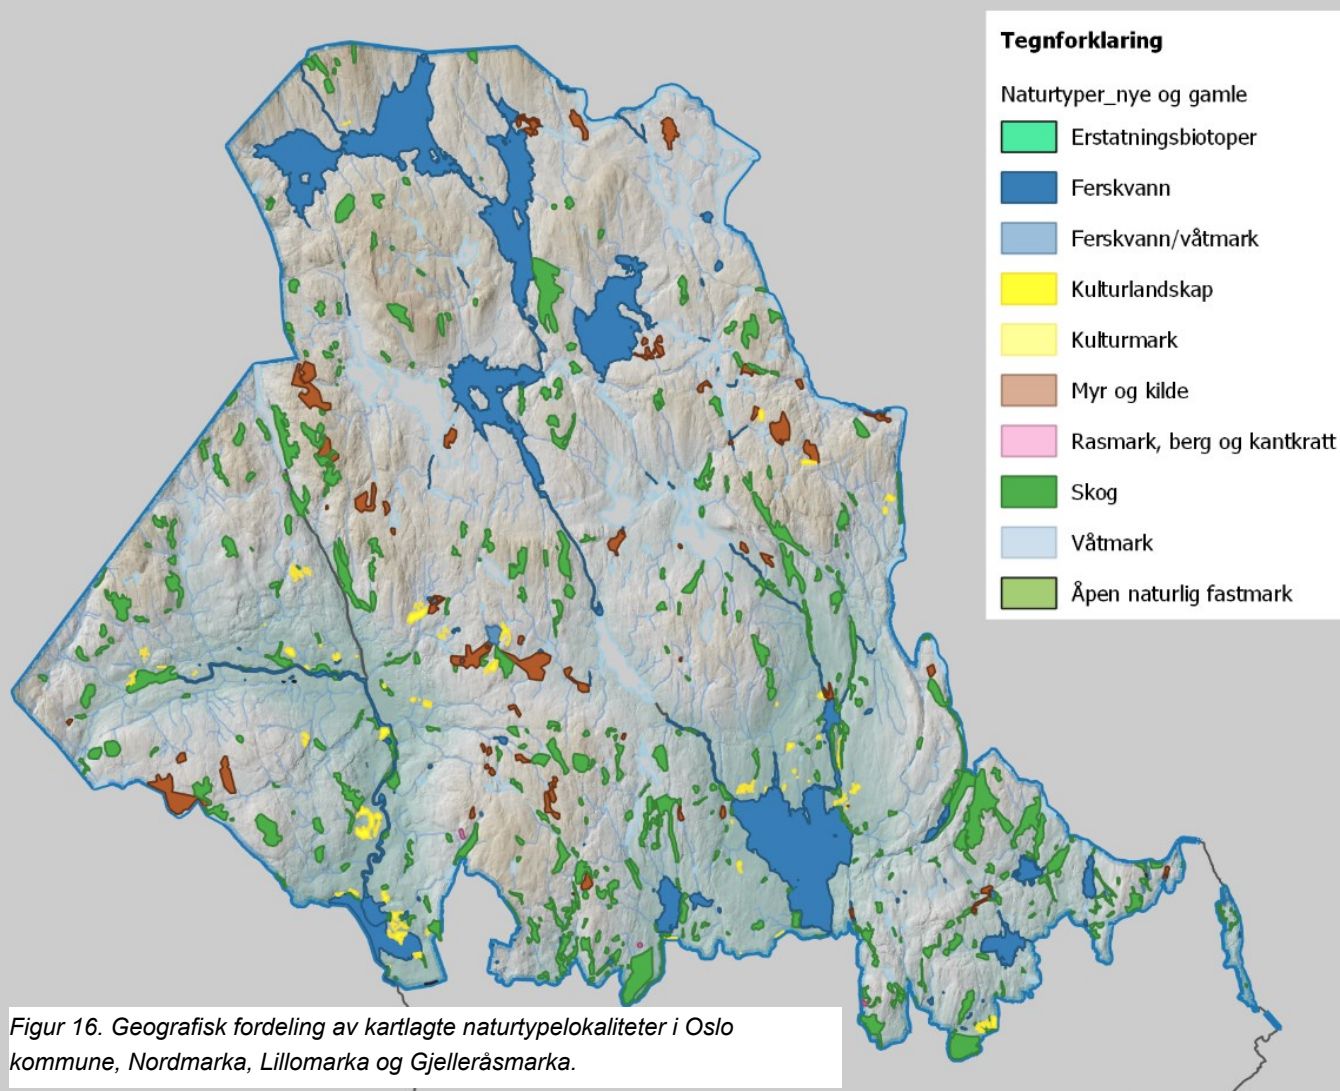 Tegnforklaring
Naturtyper_nye og gamle
Erstatningsbiotoper
Ferskvann
Ferskvann/våtmark
Kulturlandskap
Kulturmark
Myr og kilde
Rasmark, berg og kantkratt
Skog
Våtmark
Åpen naturlig fastmark
Figur 16. Geografisk fordeling av kartlagte naturtypelokaliteter i Oslo
kommune, Nordmarka, Lillomarka og Gjelleråsmarka.